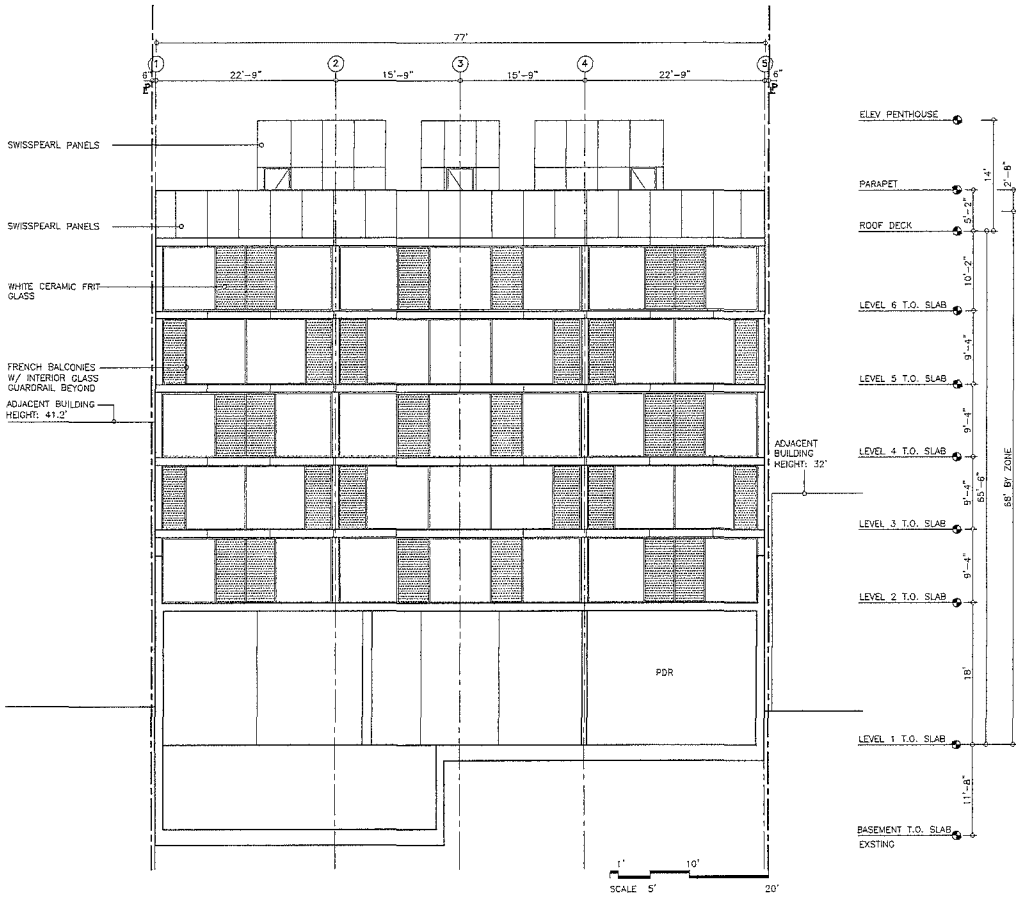 77'
1
2
3
4
5
6"
22'-9"
15'-9"
15'-9"
22'-9"
6"
PL
PL
SWISSPEARL PANELS
SWISSPEARL PANELS
WHITE CERAMIC FRIT
GLASS
FRENCH BALCONIES
W/ INTERIOR GLASS
GUARDRAIL BEYOND
ADJACENT BUILDING
HEIGHT: 41.2'
ADJACENT
BUILDING
HEIGHT: 32'
PDR
ELEV PENTHOUSE
PARAPET
ROOF DECK
LEVEL 6 T.O. SLAB
LEVEL 5 T.O. SLAB
LEVEL 4 T.O. SLAB
LEVEL 3 T.O. SLAB
LEVEL 2 T.O. SLAB
LEVEL 1 T.O. SLAB
BASEMENT T.O. SLAB
EXSTING
14'
2'-8"
5'-2"
10'-2"
9'-4"
9'-4"
9'-4"
9'-4"
18'
11'-8"
65'-6"
68' BY ZONE
1'
10'
SCALE 5'
20'